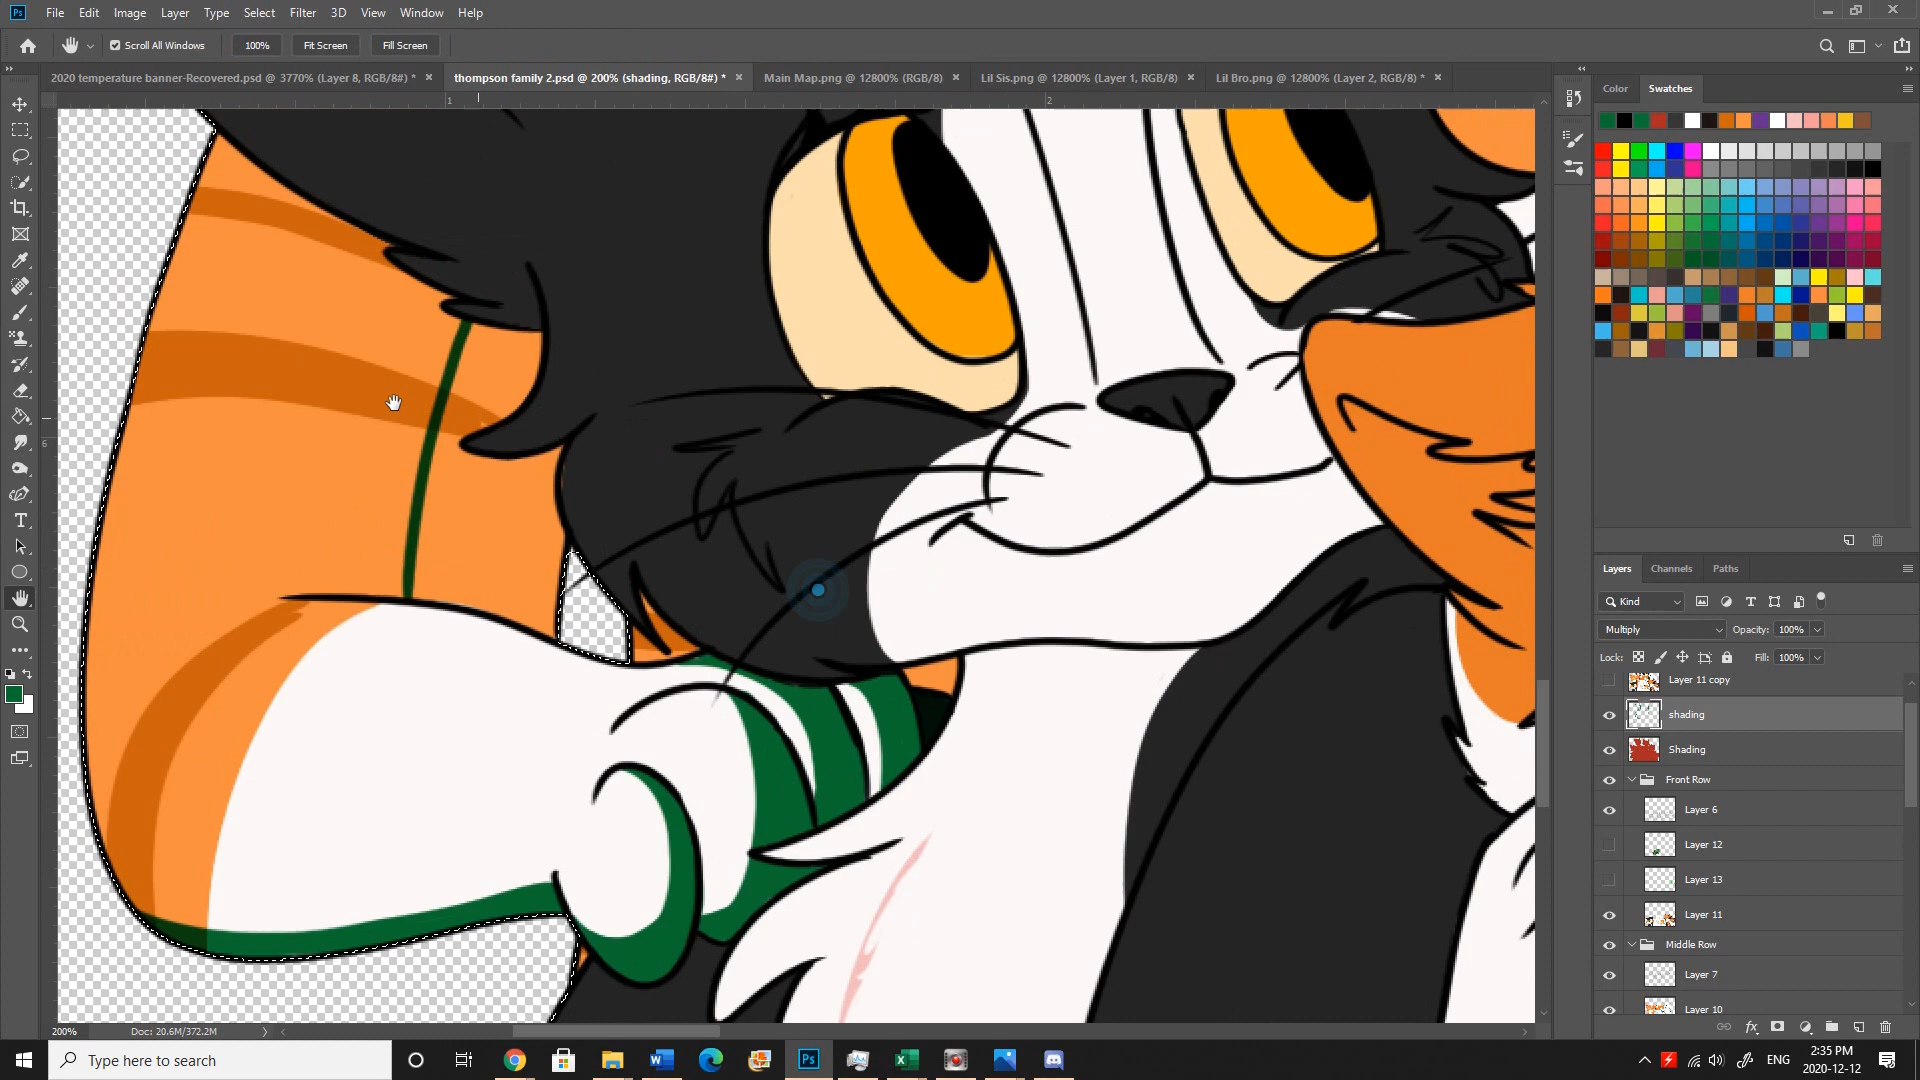 Ps File Edit Image Layer Type Select Filter 3D View Window Help
Scroll All Windows 100% Fit Screen Fill Screen
2020 temperature banner-Recovered.psd @ 3770% (Layer 8, RGB/8#) * thompson family 2.psd @ 200% (shading, RGB/8#) * Main Map.png @ 12800% (RGB/8) Lil Sis.png @ 12800% (Layer 1, RGB/8) Lil Bro.png @ 12800% (Layer 2, RGB/8) *
1 2
6
Color Swatches
Layers Channels Paths
Kind
Multiply Opacity: 100%
Lock: Fill: 100%
Layer 11 copy
shading
Shading
Front Row
Layer 6
Layer 12
Layer 13
Layer 11
Middle Row
Layer 7
Layer 10
200% Doc: 20.6M/372.2M
Type here to search
Ps
ENG
2:35 PM
2020-12-12